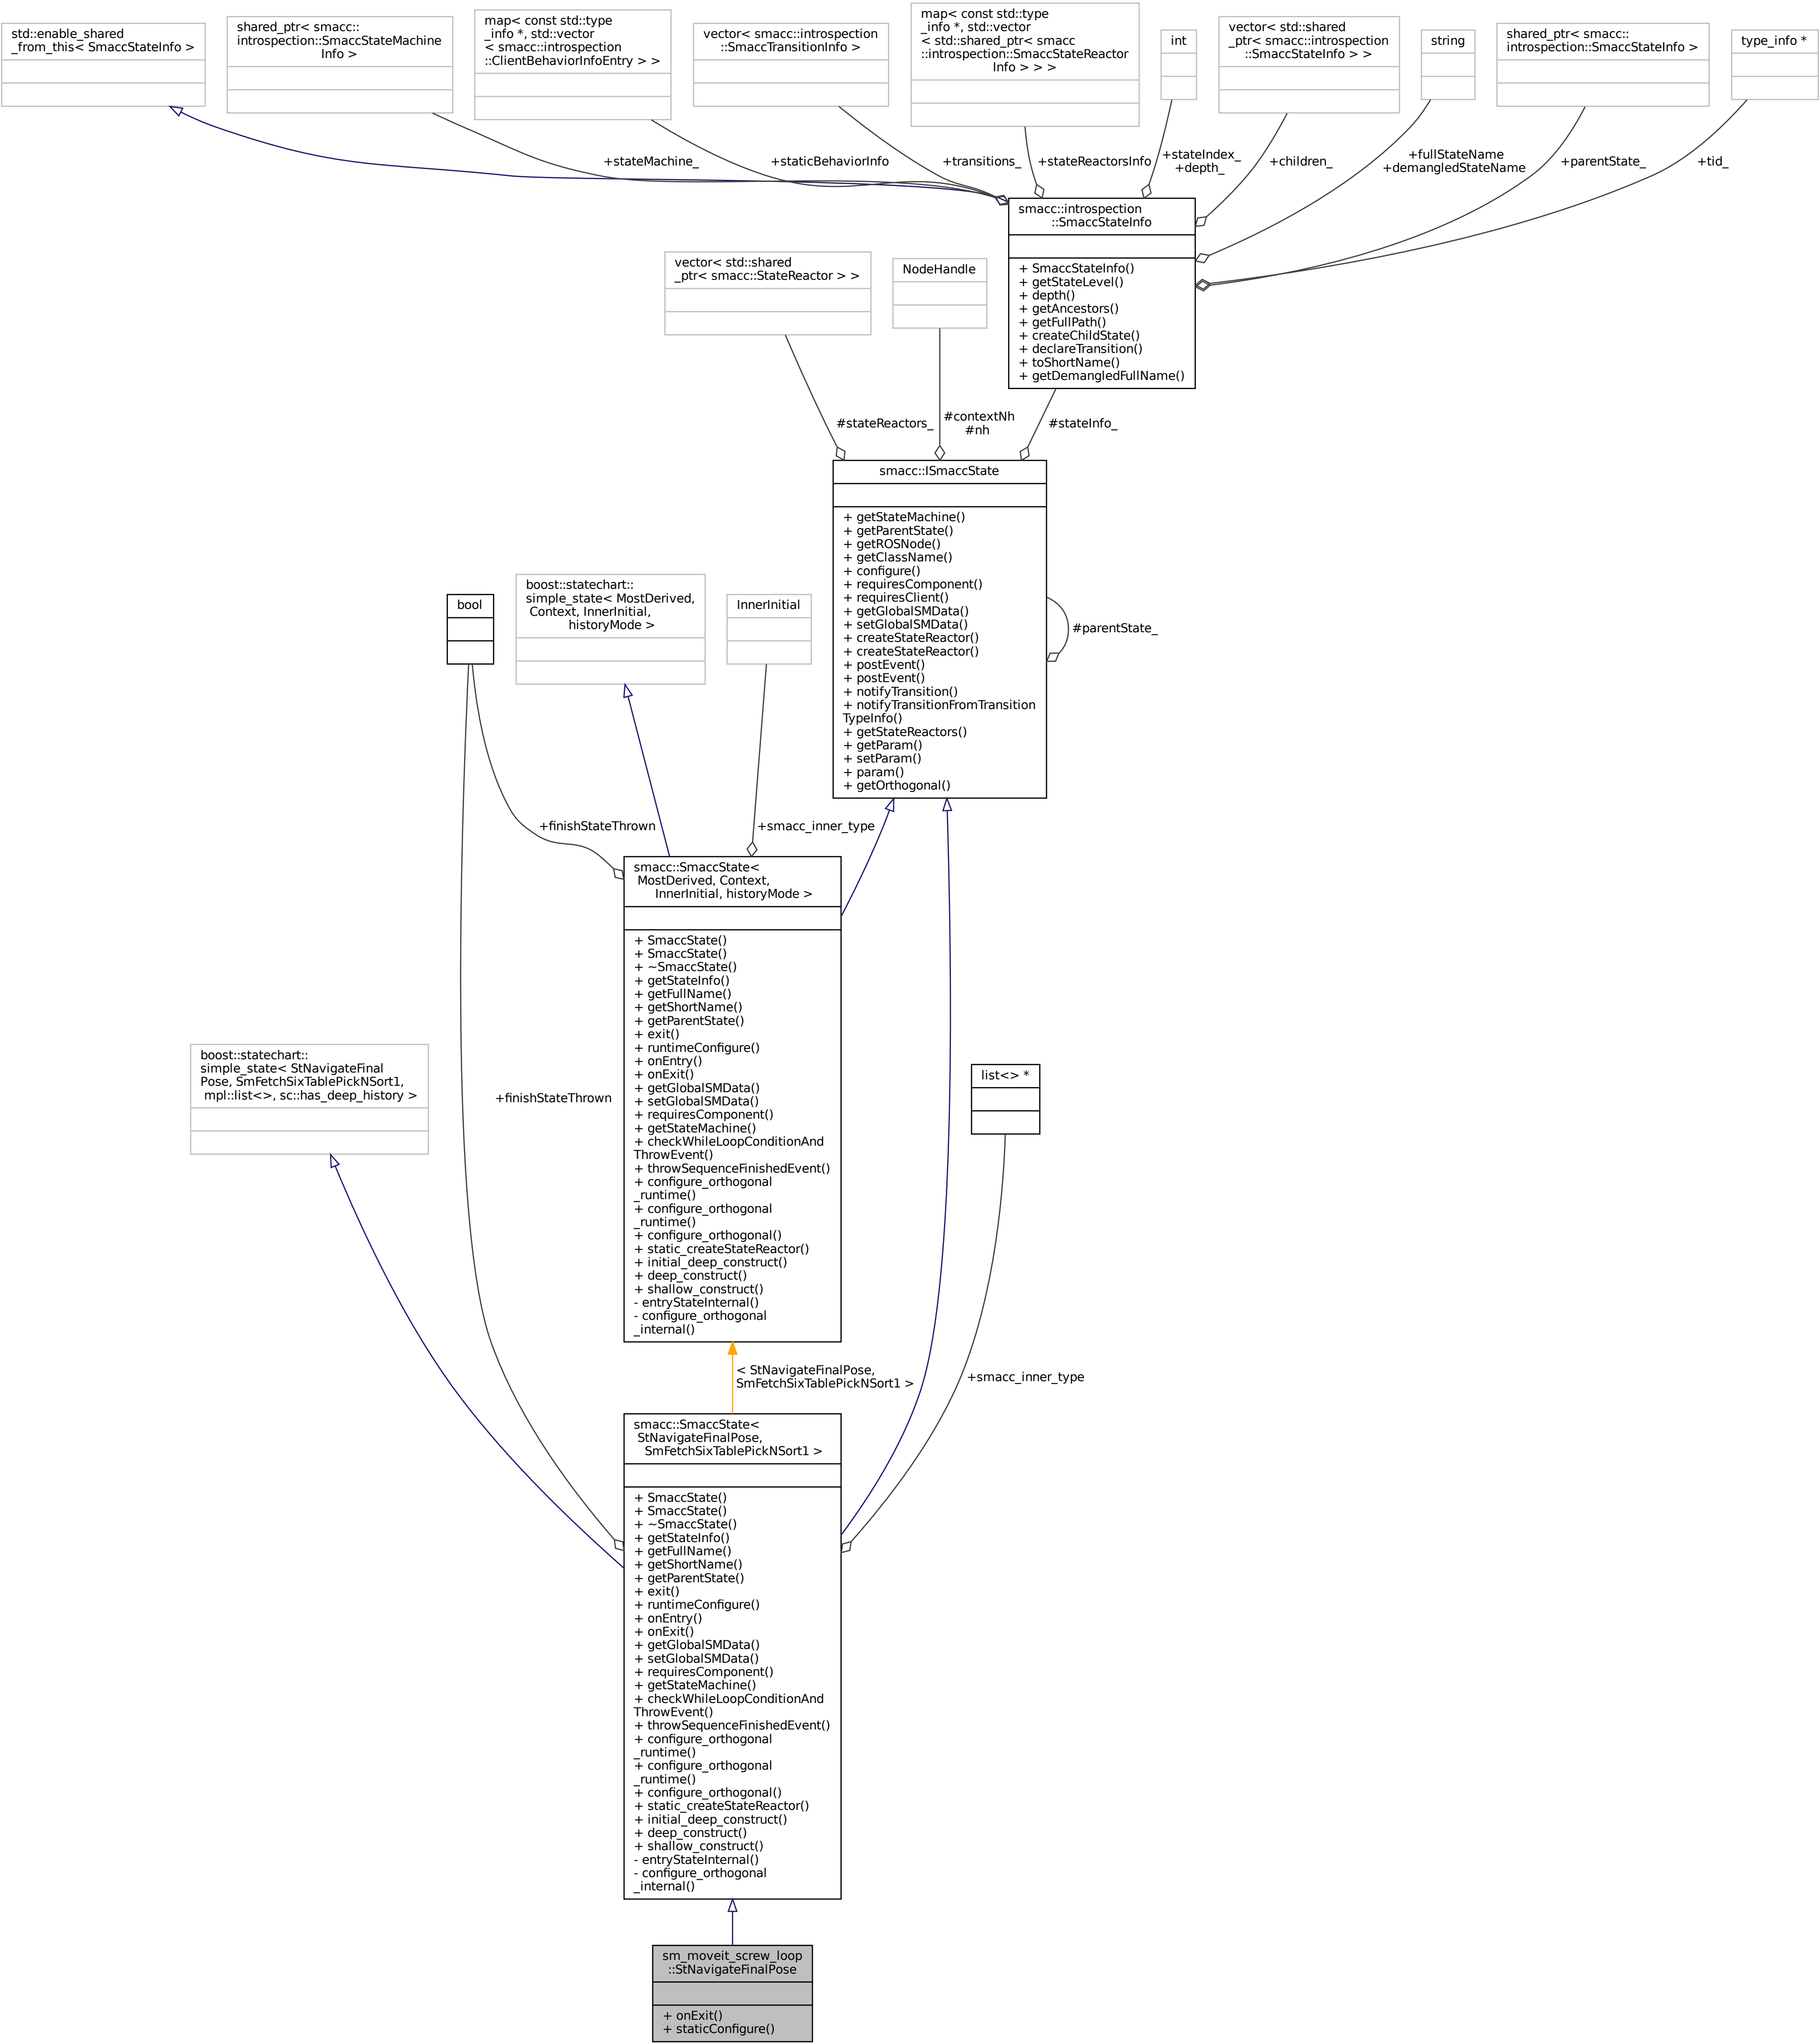 std::enable_shared
_from_this< SmaccStateInfo >
shared_ptr< smacc::
introspection::SmaccStateMachine
Info >
map< const std::type
_info *, std::vector
< smacc::introspection
::ClientBehaviorInfoEntry > >
vector< smacc::introspection
::SmaccTransitionInfo >
map< const std::type
_info *, std::vector
< std::shared_ptr< smacc
::introspection::SmaccStateReactor
Info > > >
int
vector< std::shared
_ptr< smacc::introspection
::SmaccStateInfo > >
string
shared_ptr< smacc::
introspection::SmaccStateInfo >
type_info *
+stateMachine_
+staticBehaviorInfo
+transitions_
+stateReactorsInfo
+stateIndex_
+depth_
+children_
+fullStateName
+demangledStateName
+parentState_
+tid_
smacc::introspection
::SmaccStateInfo
+ SmaccStateInfo()
+ getStateLevel()
+ depth()
+ getAncestors()
+ getFullPath()
+ createChildState()
+ declareTransition()
+ toShortName()
+ getDemangledFullName()
vector< std::shared
_ptr< smacc::StateReactor > >
NodeHandle
#stateReactors_
#contextNh
#nh
#stateInfo_
smacc::ISmaccState
+ getStateMachine()
+ getParentState()
+ getROSNode()
+ getClassName()
+ configure()
+ requiresComponent()
+ requiresClient()
+ getGlobalSMData()
+ setGlobalSMData()
+ createStateReactor()
+ createStateReactor()
+ postEvent()
+ postEvent()
+ notifyTransition()
+ notifyTransitionFromTransition
TypeInfo()
+ getStateReactors()
+ getParam()
+ setParam()
+ param()
+ getOrthogonal()
#parentState_
bool
boost::statechart::
simple_state< MostDerived,
Context, InnerInitial,
historyMode >
InnerInitial
+finishStateThrown
+smacc_inner_type
smacc::SmaccState<
MostDerived, Context,
InnerInitial, historyMode >
+ SmaccState()
+ SmaccState()
+ ~SmaccState()
+ getStateInfo()
+ getFullName()
+ getShortName()
+ getParentState()
+ exit()
+ runtimeConfigure()
+ onEntry()
+ onExit()
+ getGlobalSMData()
+ setGlobalSMData()
+ requiresComponent()
+ getStateMachine()
+ checkWhileLoopConditionAnd
ThrowEvent()
+ throwSequenceFinishedEvent()
+ configure_orthogonal
_runtime()
+ configure_orthogonal
_runtime()
+ configure_orthogonal()
+ static_createStateReactor()
+ initial_deep_construct()
+ deep_construct()
+ shallow_construct()
- entryStateInternal()
- configure_orthogonal
_internal()
boost::statechart::
simple_state< StNavigateFinal
Pose, SmFetchSixTablePickNSort1,
mpl::list<>, sc::has_deep_history >
+finishStateThrown
list<> *
< StNavigateFinalPose,
SmFetchSixTablePickNSort1 >
+smacc_inner_type
smacc::SmaccState<
StNavigateFinalPose,
SmFetchSixTablePickNSort1 >
+ SmaccState()
+ SmaccState()
+ ~SmaccState()
+ getStateInfo()
+ getFullName()
+ getShortName()
+ getParentState()
+ exit()
+ runtimeConfigure()
+ onEntry()
+ onExit()
+ getGlobalSMData()
+ setGlobalSMData()
+ requiresComponent()
+ getStateMachine()
+ checkWhileLoopConditionAnd
ThrowEvent()
+ throwSequenceFinishedEvent()
+ configure_orthogonal
_runtime()
+ configure_orthogonal
_runtime()
+ configure_orthogonal()
+ static_createStateReactor()
+ initial_deep_construct()
+ deep_construct()
+ shallow_construct()
- entryStateInternal()
- configure_orthogonal
_internal()
sm_moveit_screw_loop
::StNavigateFinalPose
+ onExit()
+ staticConfigure()